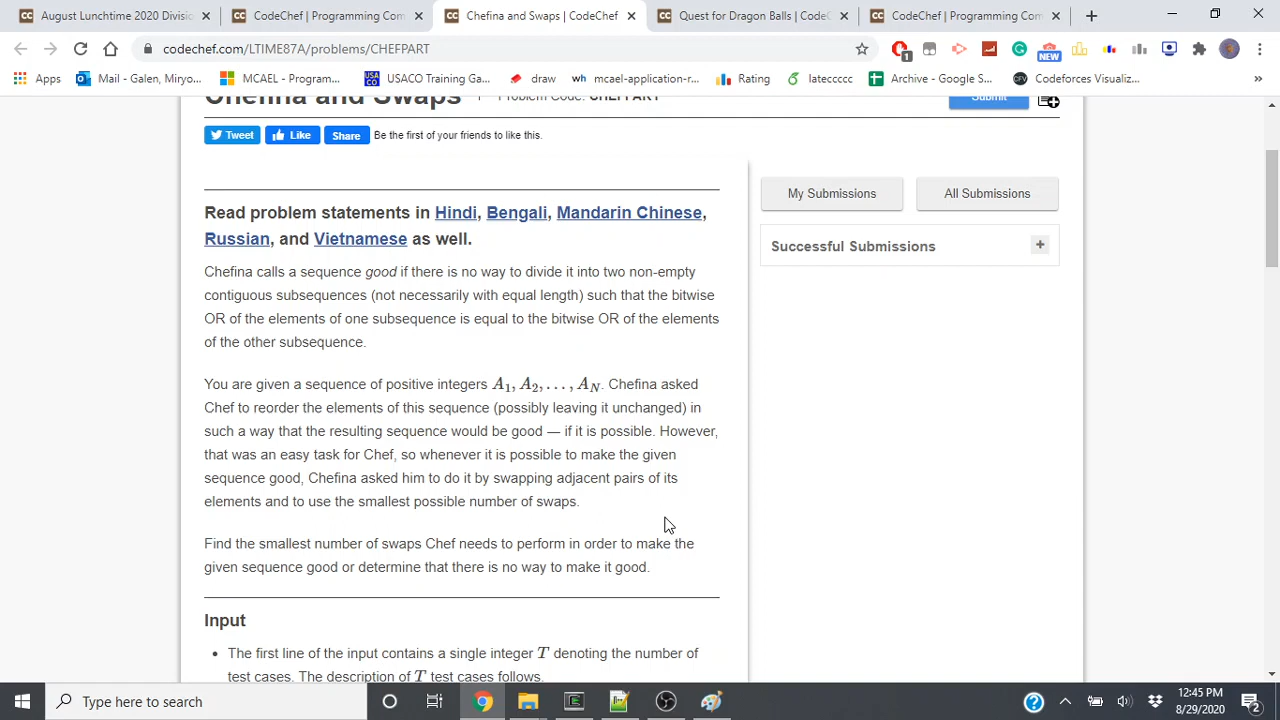 August Lunchtime 2020 Divisio
CodeChef | Programming Com
Chefina and Swaps | CodeChef
Quest for Dragon Balls | CodeC
CodeChef | Programming Com
codechef.com/LTIME87A/problems/CHEFPART
1
NEW
Apps
Mail - Galen, Miryo...
MCAEL - Program...
USACO Training Ga...
draw
mcael-application-r...
Rating
lateccccc
Archive - Google S...
Codeforces Visualiz...
»
Chefina and Swaps
Problem Code: CHEFPART
Submit
Tweet
Like
Share
Be the first of your friends to like this.
Read problem statements in Hindi, Bengali, Mandarin Chinese,
Russian, and Vietnamese as well.
Chefina calls a sequence good if there is no way to divide it into two non-empty
contiguous subsequences (not necessarily with equal length) such that the bitwise
OR of the elements of one subsequence is equal to the bitwise OR of the elements
of the other subsequence.
You are given a sequence of positive integers A1, A2, . . . , AN. Chefina asked
Chef to reorder the elements of this sequence (possibly leaving it unchanged) in
such a way that the resulting sequence would be good — if it is possible. However,
that was an easy task for Chef, so whenever it is possible to make the given
sequence good, Chefina asked him to do it by swapping adjacent pairs of its
elements and to use the smallest possible number of swaps.
Find the smallest number of swaps Chef needs to perform in order to make the
given sequence good or determine that there is no way to make it good.
Input
• The first line of the input contains a single integer T denoting the number of
test cases. The description of T test cases follows.
My Submissions
All Submissions
Successful Submissions
+
Type here to search
12:45 PM
8/29/2020
2